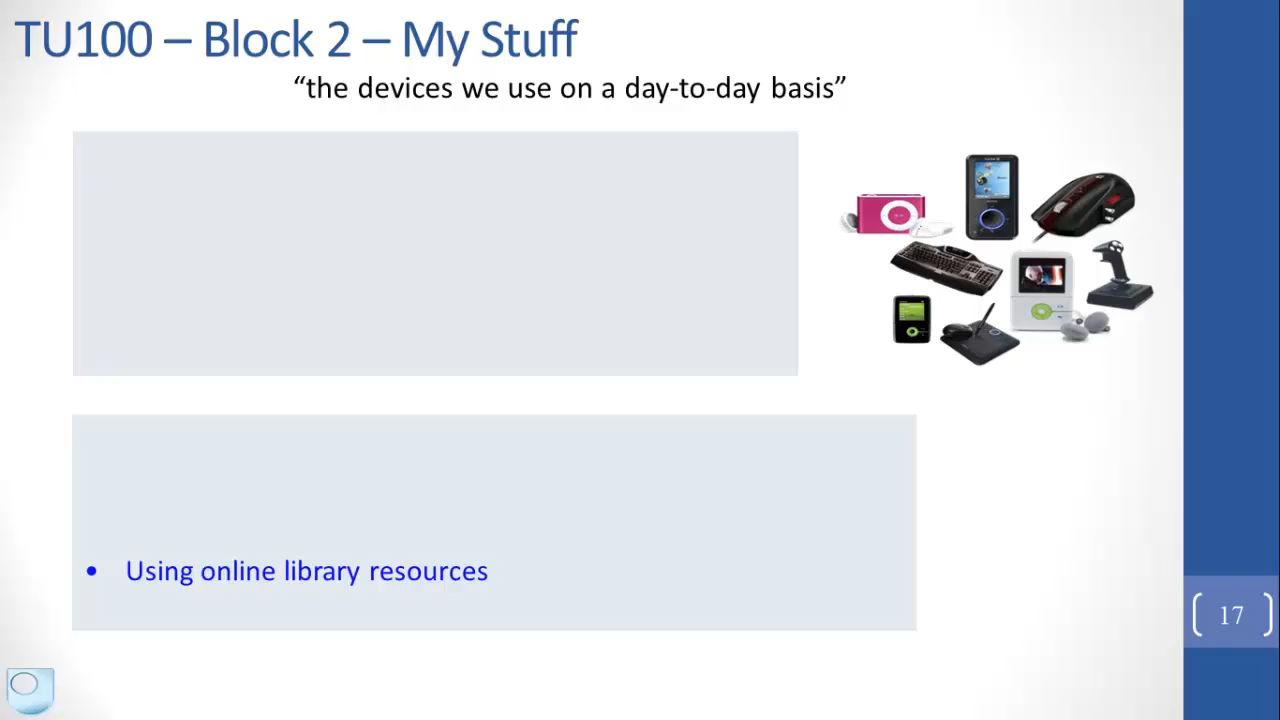 TU100 – Block 2 – My Stuff
“the devices we use on a day-to-day basis”
• Using online library resources
17